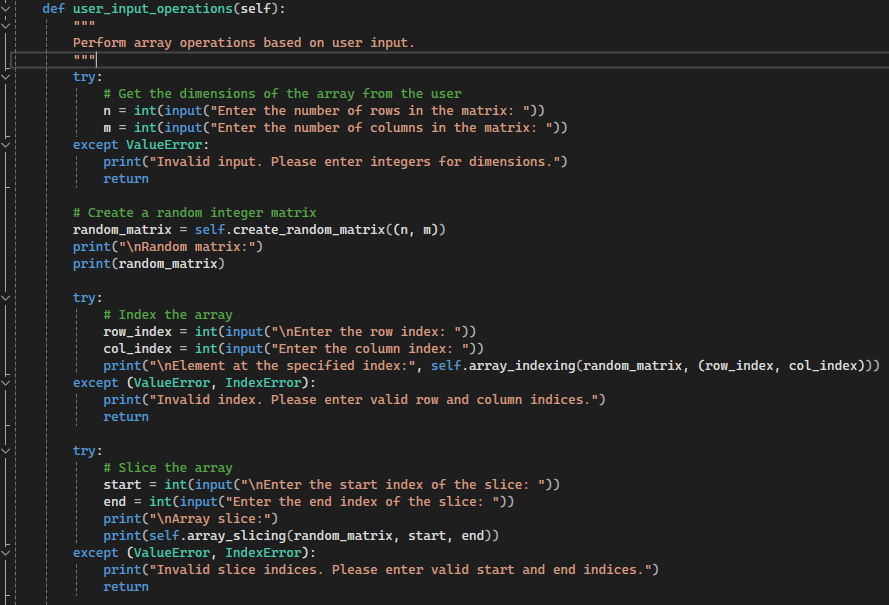 def user_input_operations(self):
    """
    Perform array operations based on user input.
    """
    try:
        # Get the dimensions of the array from the user
        n = int(input("Enter the number of rows in the matrix: "))
        m = int(input("Enter the number of columns in the matrix: "))
    except ValueError:
        print("Invalid input. Please enter integers for dimensions.")
        return

    # Create a random integer matrix
    random_matrix = self.create_random_matrix((n, m))
    print("\nRandom matrix:")
    print(random_matrix)

    try:
        # Index the array
        row_index = int(input("\nEnter the row index: "))
        col_index = int(input("Enter the column index: "))
        print("\nElement at the specified index:", self.array_indexing(random_matrix, (row_index, col_index)))
    except (ValueError, IndexError):
        print("Invalid index. Please enter valid row and column indices.")
        return

    try:
        # Slice the array
        start = int(input("\nEnter the start index of the slice: "))
        end = int(input("Enter the end index of the slice: "))
        print("\nArray slice:")
        print(self.array_slicing(random_matrix, start, end))
    except (ValueError, IndexError):
        print("Invalid slice indices. Please enter valid start and end indices.")
        return